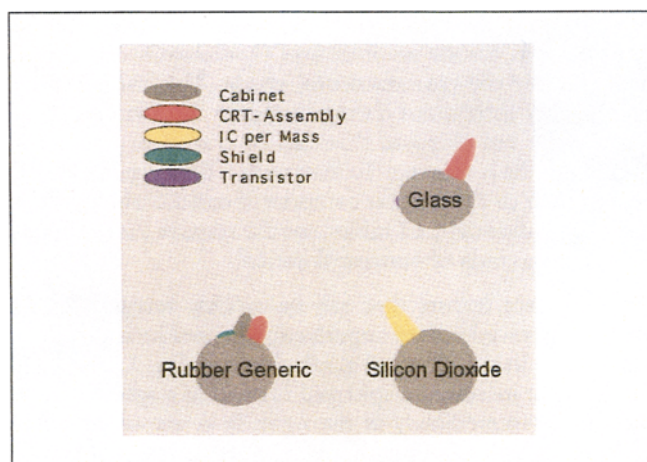 Cabinet
CRT-Assembly
IC per Mass
Shield
Transistor
Glass
Rubber Generic
Silicon Dioxide